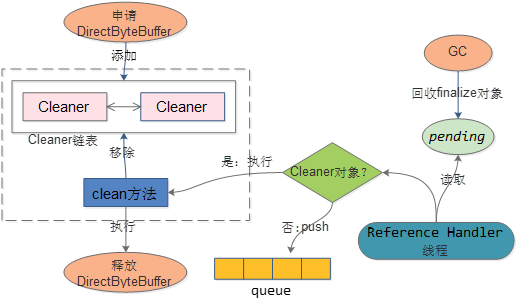 申请
DirectByteBuffer
添加
Cleaner
Cleaner
Cleaner链表
移除
clean方法
执行
释放
DirectByteBuffer
是：执行
Cleaner对象？
否:push
queue
GC
回收finalize对象
pending
读取
Reference Handler
线程